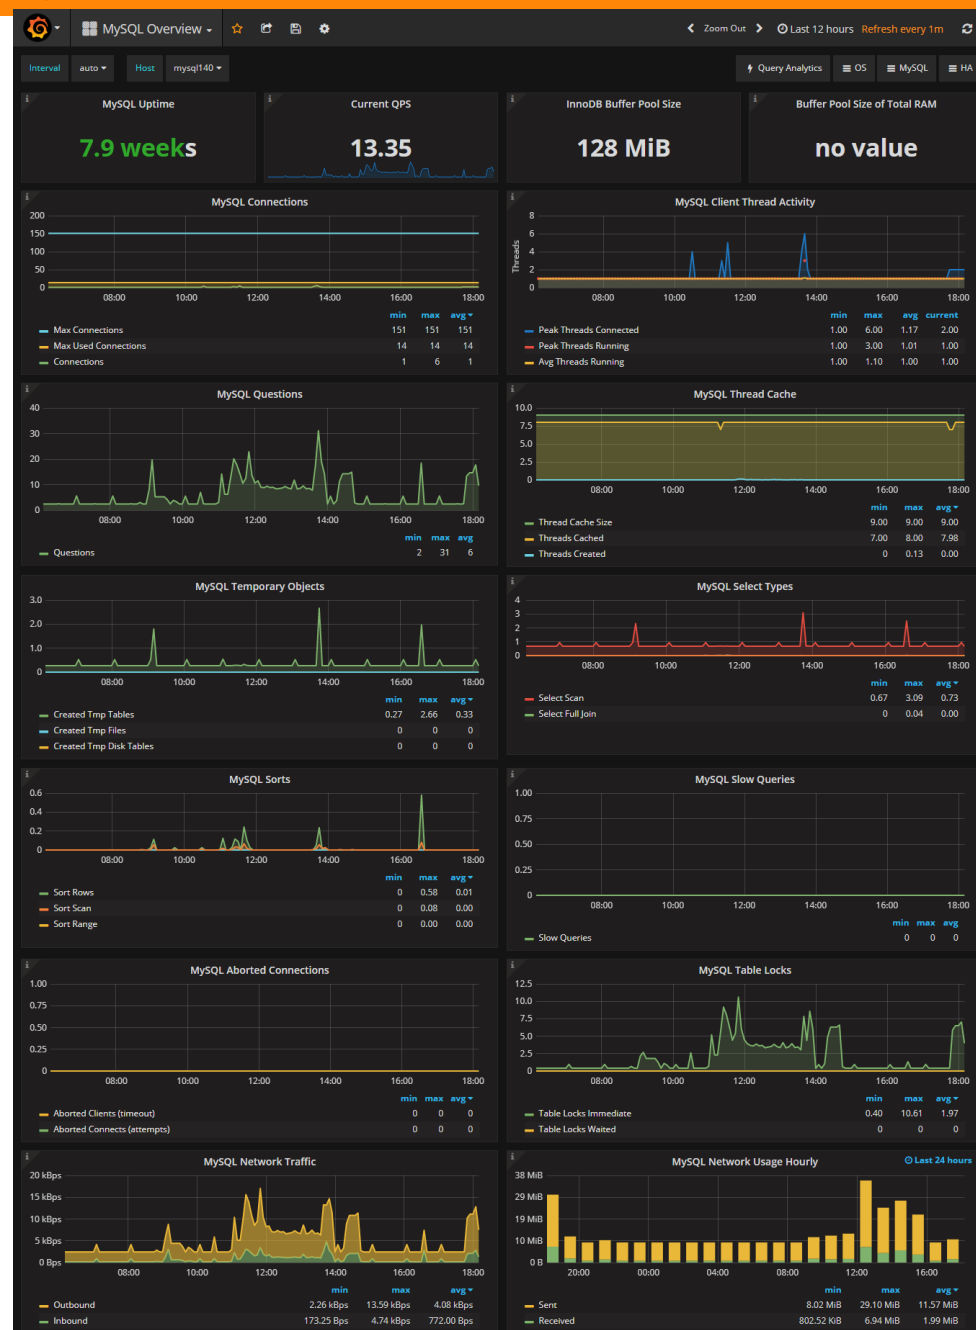 MySQL Overview
Zoom Out
Last 12 hours Refresh every 1m
Interval auto Host mysql140
Query Analytics OS MySQL HA
MySQL Uptime
7.9 weeks
Current QPS
13.35
InnoDB Buffer Pool Size
128 MiB
Buffer Pool Size of Total RAM
no value
MySQL Connections
200
150
100
50
0
08:00 10:00 12:00 14:00 16:00 18:00
min max avg
Max Connections 151 151 151
Max Used Connections 14 14 14
Connections 1 6 1
MySQL Client Thread Activity
Threads
8
6
4
2
0
08:00 10:00 12:00 14:00 16:00 18:00
min max avg current
Peak Threads Connected 1.00 6.00 1.17 2.00
Peak Threads Running 1.00 3.00 1.01 1.00
Avg Threads Running 1.00 1.10 1.00 1.00
MySQL Questions
40
30
20
10
0
08:00 10:00 12:00 14:00 16:00 18:00
min max avg
Questions 2 31 6
MySQL Thread Cache
10.0
7.5
5.0
2.5
0
08:00 10:00 12:00 14:00 16:00 18:00
min max avg
Thread Cache Size 9.00 9.00 9.00
Threads Cached 7.00 8.00 7.98
Threads Created 0 0.13 0.00
MySQL Temporary Objects
3.0
2.0
1.0
0
08:00 10:00 12:00 14:00 16:00 18:00
min max avg
Created Tmp Tables 0.27 2.66 0.33
Created Tmp Files 0 0 0
Created Tmp Disk Tables 0 0 0
MySQL Select Types
4
3
2
1
0
08:00 10:00 12:00 14:00 16:00 18:00
min max avg
Select Scan 0.67 3.09 0.73
Select Full Join 0 0.04 0.00
MySQL Sorts
0.6
0.4
0.2
0
08:00 10:00 12:00 14:00 16:00 18:00
min max avg
Sort Rows 0 0.58 0.01
Sort Scan 0 0.08 0.00
Sort Range 0 0.00 0.00
MySQL Slow Queries
1.00
0.75
0.50
0.25
0
08:00 10:00 12:00 14:00 16:00 18:00
min max avg
Slow Queries 0 0 0
MySQL Aborted Connections
1.00
0.75
0.50
0.25
0
08:00 10:00 12:00 14:00 16:00 18:00
min max avg
Aborted Clients (timeout) 0 0 0
Aborted Connects (attempts) 0 0 0
MySQL Table Locks
12.5
10.0
7.5
5.0
2.5
0
08:00 10:00 12:00 14:00 16:00 18:00
min max avg
Table Locks Immediate 0.40 10.61 1.97
Table Locks Waited 0 0 0
MySQL Network Traffic
20 kBps
15 kBps
10 kBps
5 kBps
0 Bps
08:00 10:00 12:00 14:00 16:00 18:00
min max avg
Outbound 2.26 kBps 13.59 kBps 4.08 kBps
Inbound 173.25 Bps 4.74 kBps 772.00 Bps
MySQL Network Usage Hourly
Last 24 hours
38 MiB
29 MiB
19 MiB
10 MiB
0 B
20:00 00:00 04:00 08:00 12:00 16:00
min max avg
Sent 8.02 MiB 29.10 MiB 11.57 MiB
Received 802.52 KiB 6.94 MiB 1.99 MiB